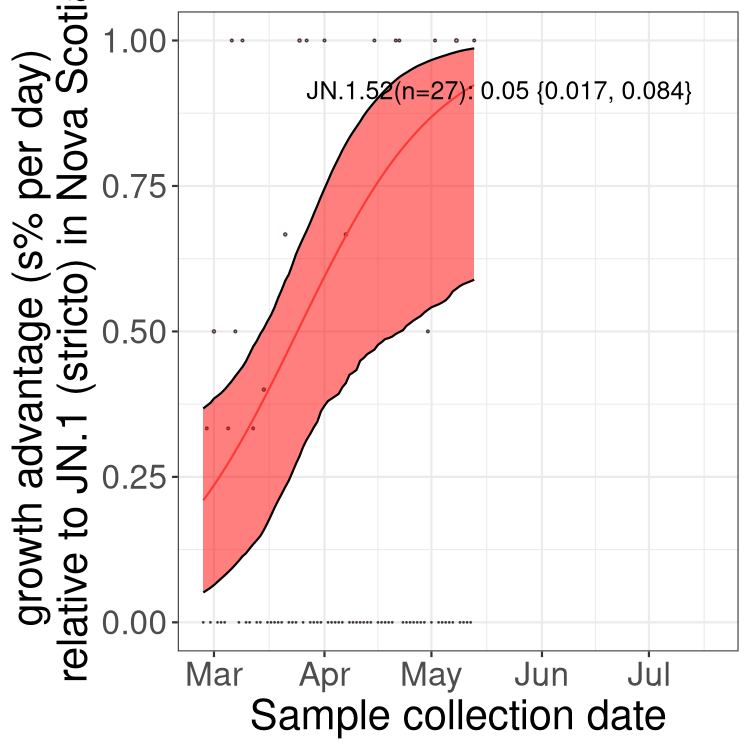 growth advantage (s% per day)
relative to JN.1 (stricto) in Nova Scotia
1.00
0.75
0.50
0.25
0.00
JN.1.52(n=27): 0.05 {0.017, 0.084}
Mar Apr May Jun Jul
Sample collection date